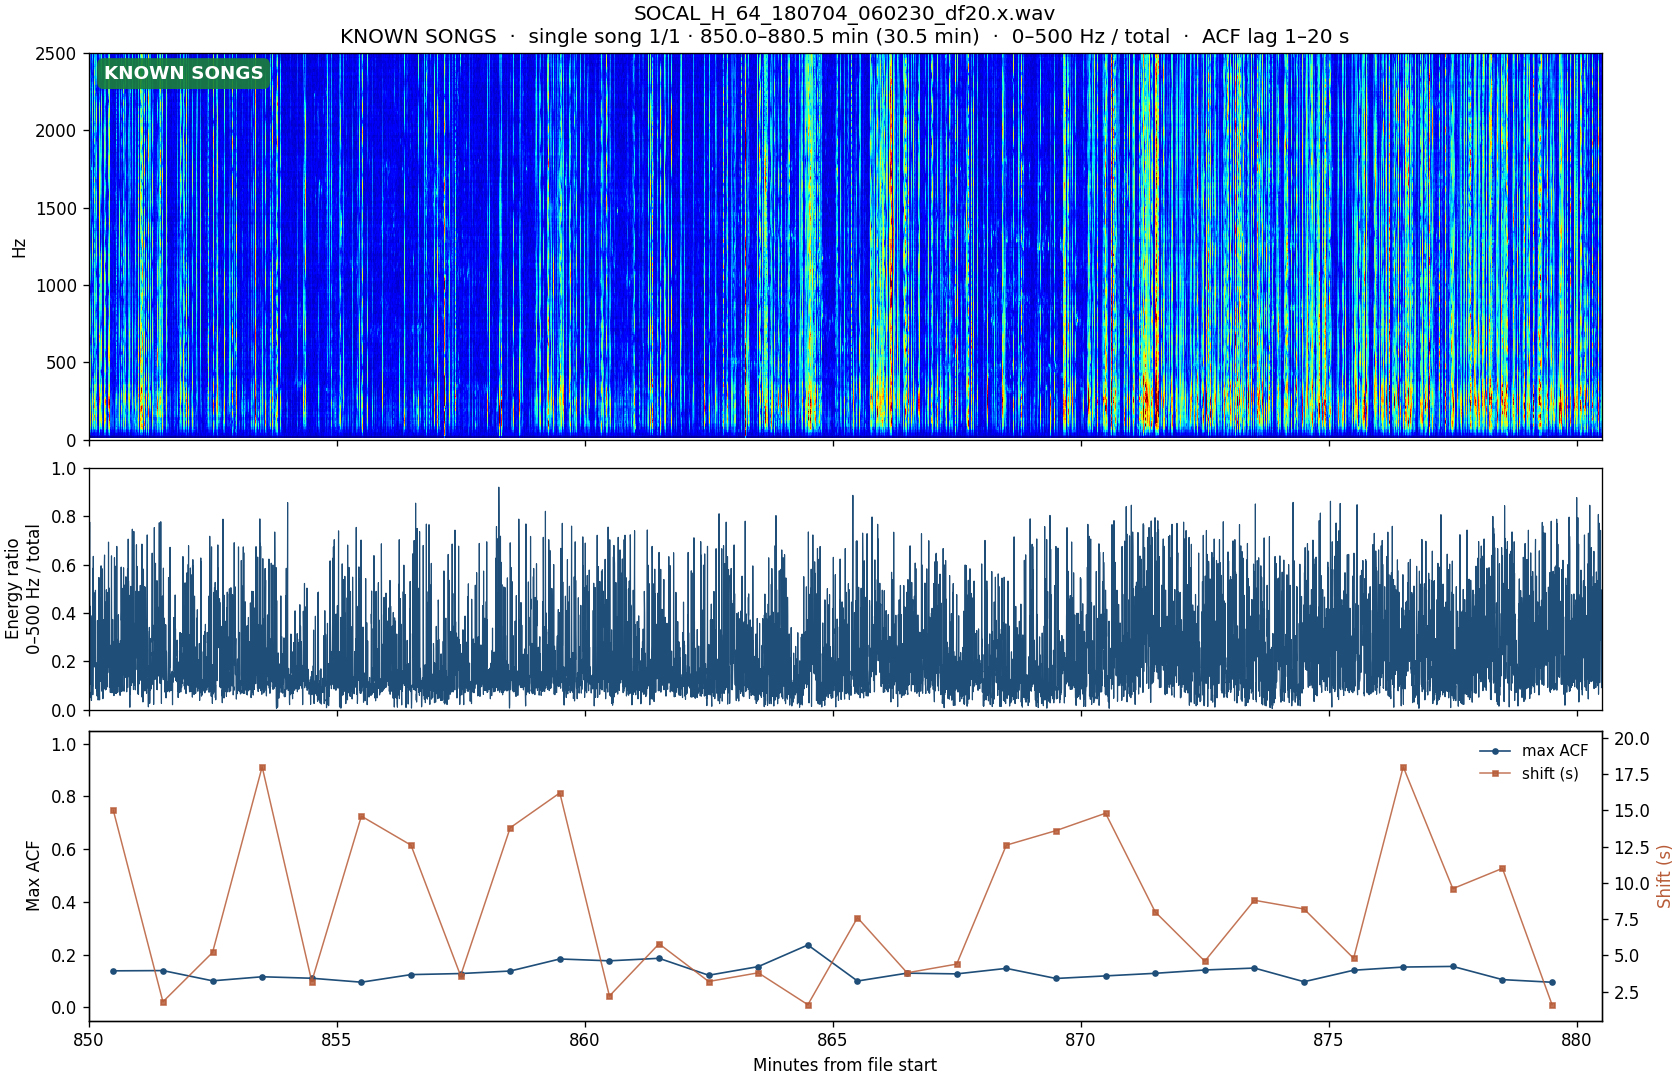 SOCAL_H_64_180704_060230_df20.x.wav
KNOWN SONGS · single song 1/1 · 850.0–880.5 min (30.5 min) · 0–500 Hz / total · ACF lag 1–20 s
KNOWN SONGS
2500
2000
1500
1000
500
0
Hz
1.0
0.8
0.6
0.4
0.2
0.0
Energy ratio
0–500 Hz / total
max ACF
shift (s)
1.0
0.8
0.6
0.4
0.2
0.0
Max ACF
20.0
17.5
15.0
12.5
10.0
7.5
5.0
2.5
Shift (s)
850 855 860 865 870 875 880
Minutes from file start